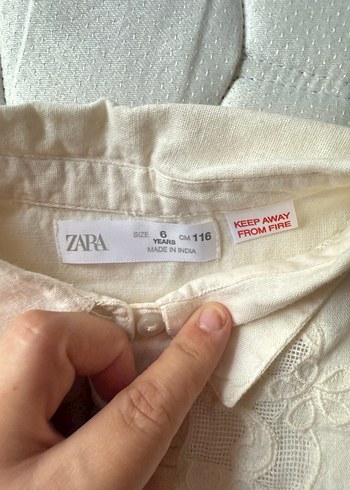 ZARA
SIZE 6 YEARS CM 116
MADE IN INDIA
KEEP AWAY
FROM FIRE